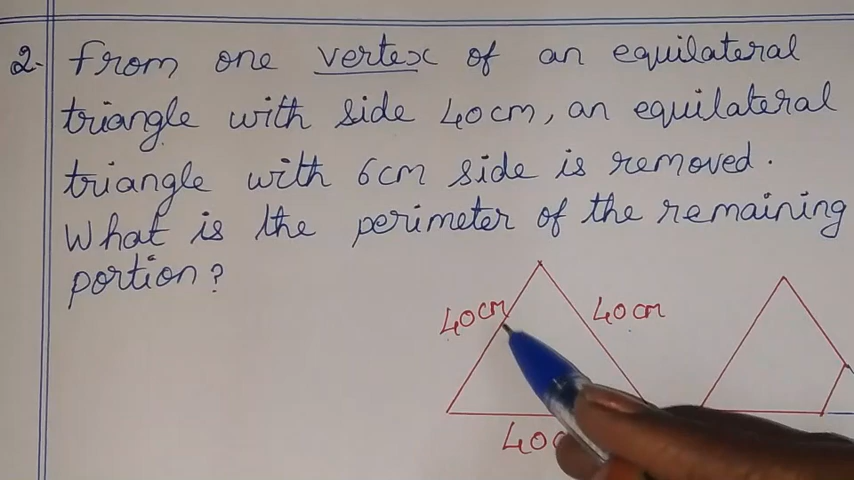 2. From one vertex of an equilateral
triangle with side 40cm, an equilateral
triangle with 6cm side is removed.
What is the perimeter of the remaining
portion?
40cm
40cm
40c